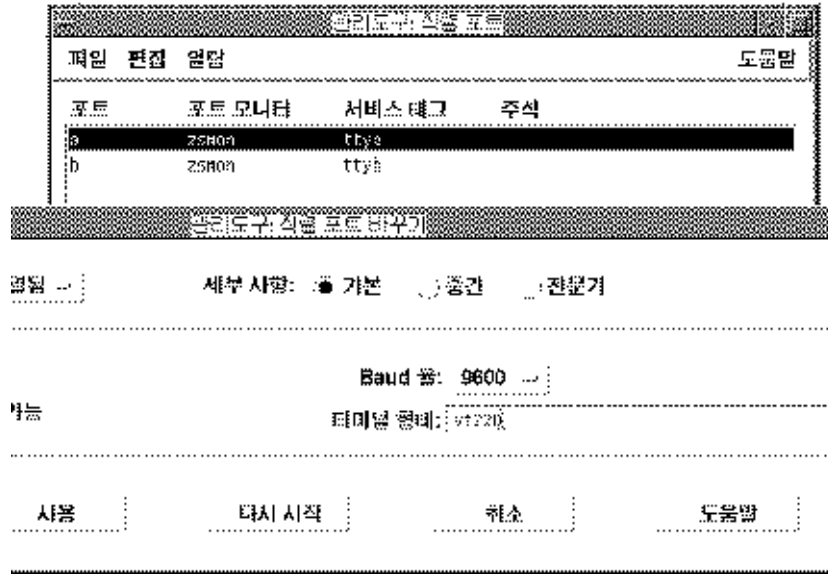 관리도구: 직렬 포트
파일 편집 열람 도움말
포트 포트 모니터 서비스 태그 주석
a zsmon ttya
b zsmon ttyb
관리도구: 직렬 포트 바꾸기
세부 사항: 기본 중간 전문가
Baud 율: 9600
가능
터미널 형태: vt220
사용 다시 시작 취소 도움말